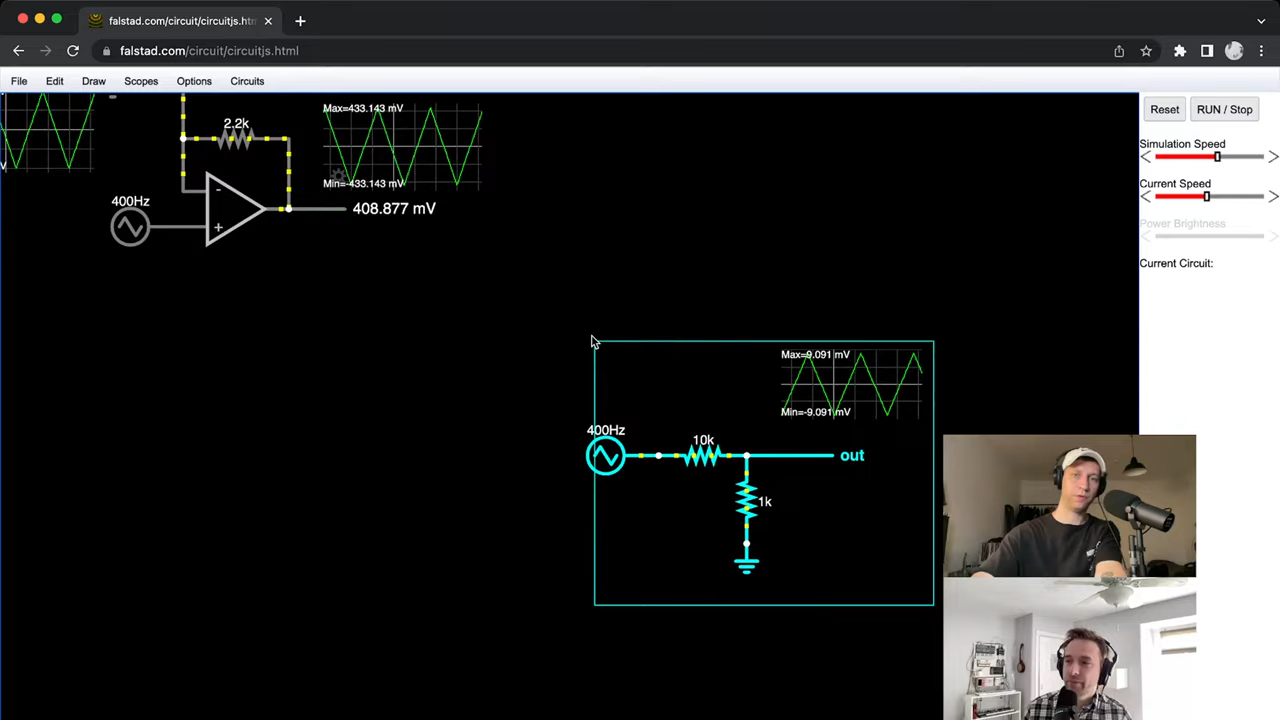 falstad.com/circuit/circuitjs.htm
falstad.com/circuit/circuitjs.html
File Edit Draw Scopes Options Circuits
Reset RUN / Stop
Simulation Speed
Current Speed
Power Brightness
Current Circuit:
2.2k
Max=433.143 mV
Min=-433.143 mV
400Hz
-
+
408.877 mV
Max=9.091 mV
Min=-9.091 mV
400Hz
10k
out
1k